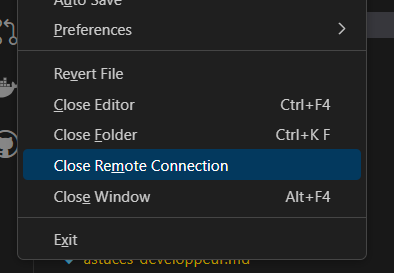 Auto Save
Preferences
Revert File
Close Editor Ctrl+F4
Close Folder Ctrl+K F
Close Remote Connection
Close Window Alt+F4
Exit
astuces-developpeur.md